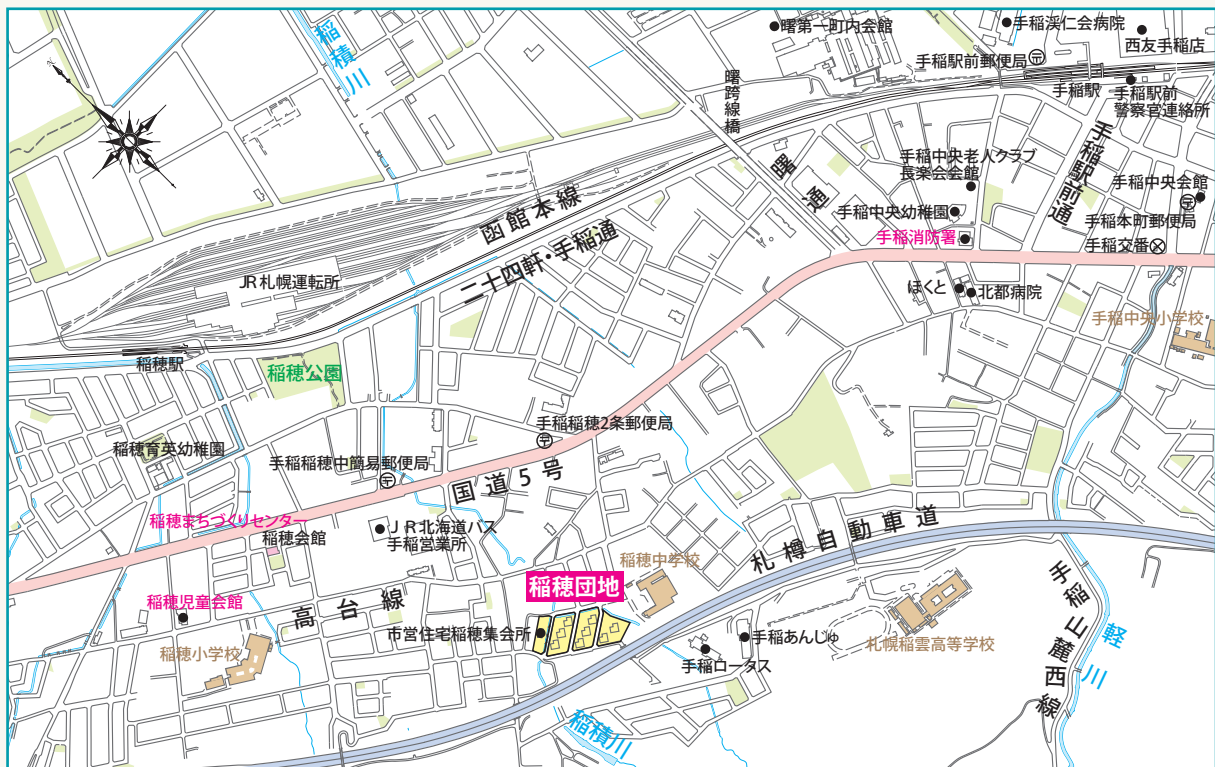 稲積川
曙第一町内会館
手稲渓仁会病院
西友手稲店
手稲駅前郵便局
手稲駅
手稲駅前
警察官連絡所
曙跨線橋
曙通
手稲駅前通
手稲中央老人クラブ
長楽会会館
手稲中央会館
手稲中央幼稚園
手稲本町郵便局
手稲消防署
手稲交番
函館本線
二十四軒・手稲通
JR札幌運転所
ほくと
北都病院
手稲中央小学校
稲穂駅
稲穂公園
手稲稲穂2条郵便局
稲穂育英幼稚園
手稲稲穂中簡易郵便局
国道5号
稲穂まちづくりセンター
稲穂会館
JR北海道バス
手稲営業所
札樽自動車道
稲穂中学校
稲穂団地
稲穂児童会館
高台線
市営住宅稲穂集会所
稲穂小学校
手稲あんじゅ
手稲ロータス
札幌稲雲高等学校
手稲山麓西線
軽川
稲積川